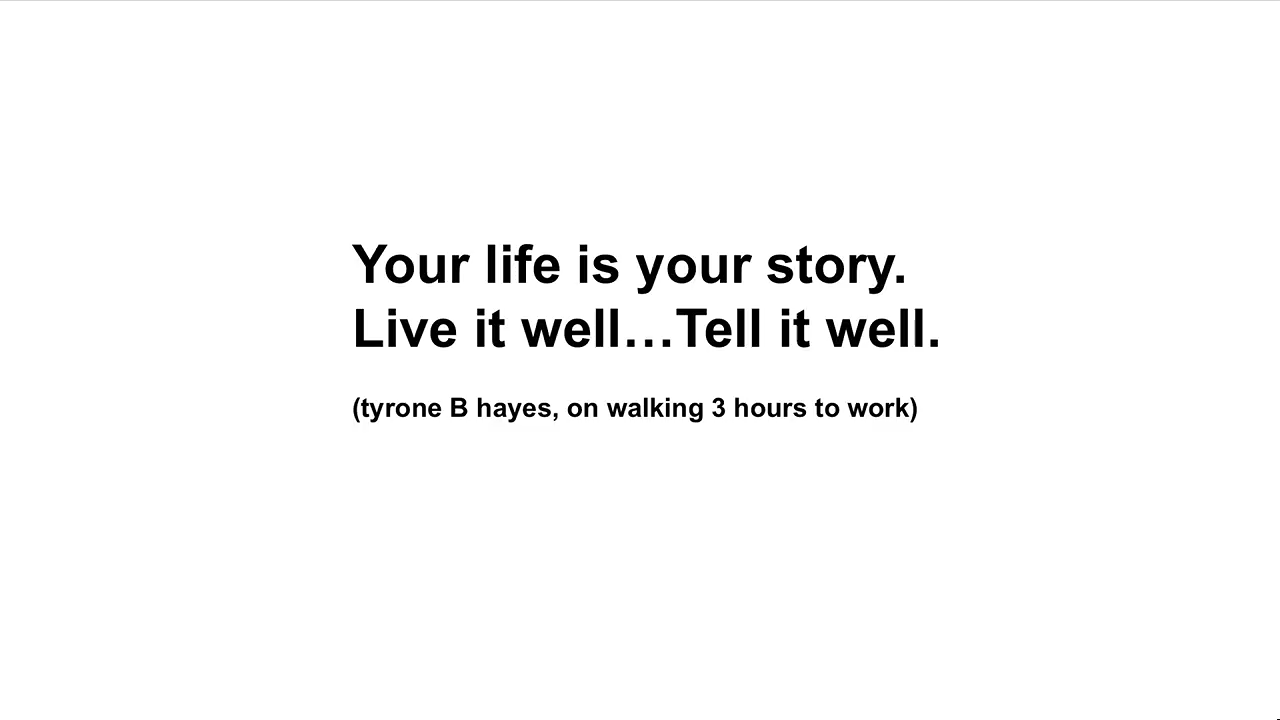 Your life is your story.
Live it well…Tell it well.
(tyrone B hayes, on walking 3 hours to work)